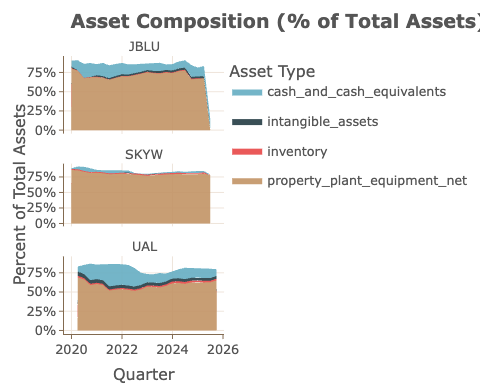 Asset Composition (% of Total Assets)
JBLU
75%
50%
25%
0%
SKYW
75%
50%
25%
0%
UAL
75%
50%
25%
0%
2020
2022
2024
2026
Quarter
Percent of Total Assets
Asset Type
cash_and_cash_equivalents
intangible_assets
inventory
property_plant_equipment_net